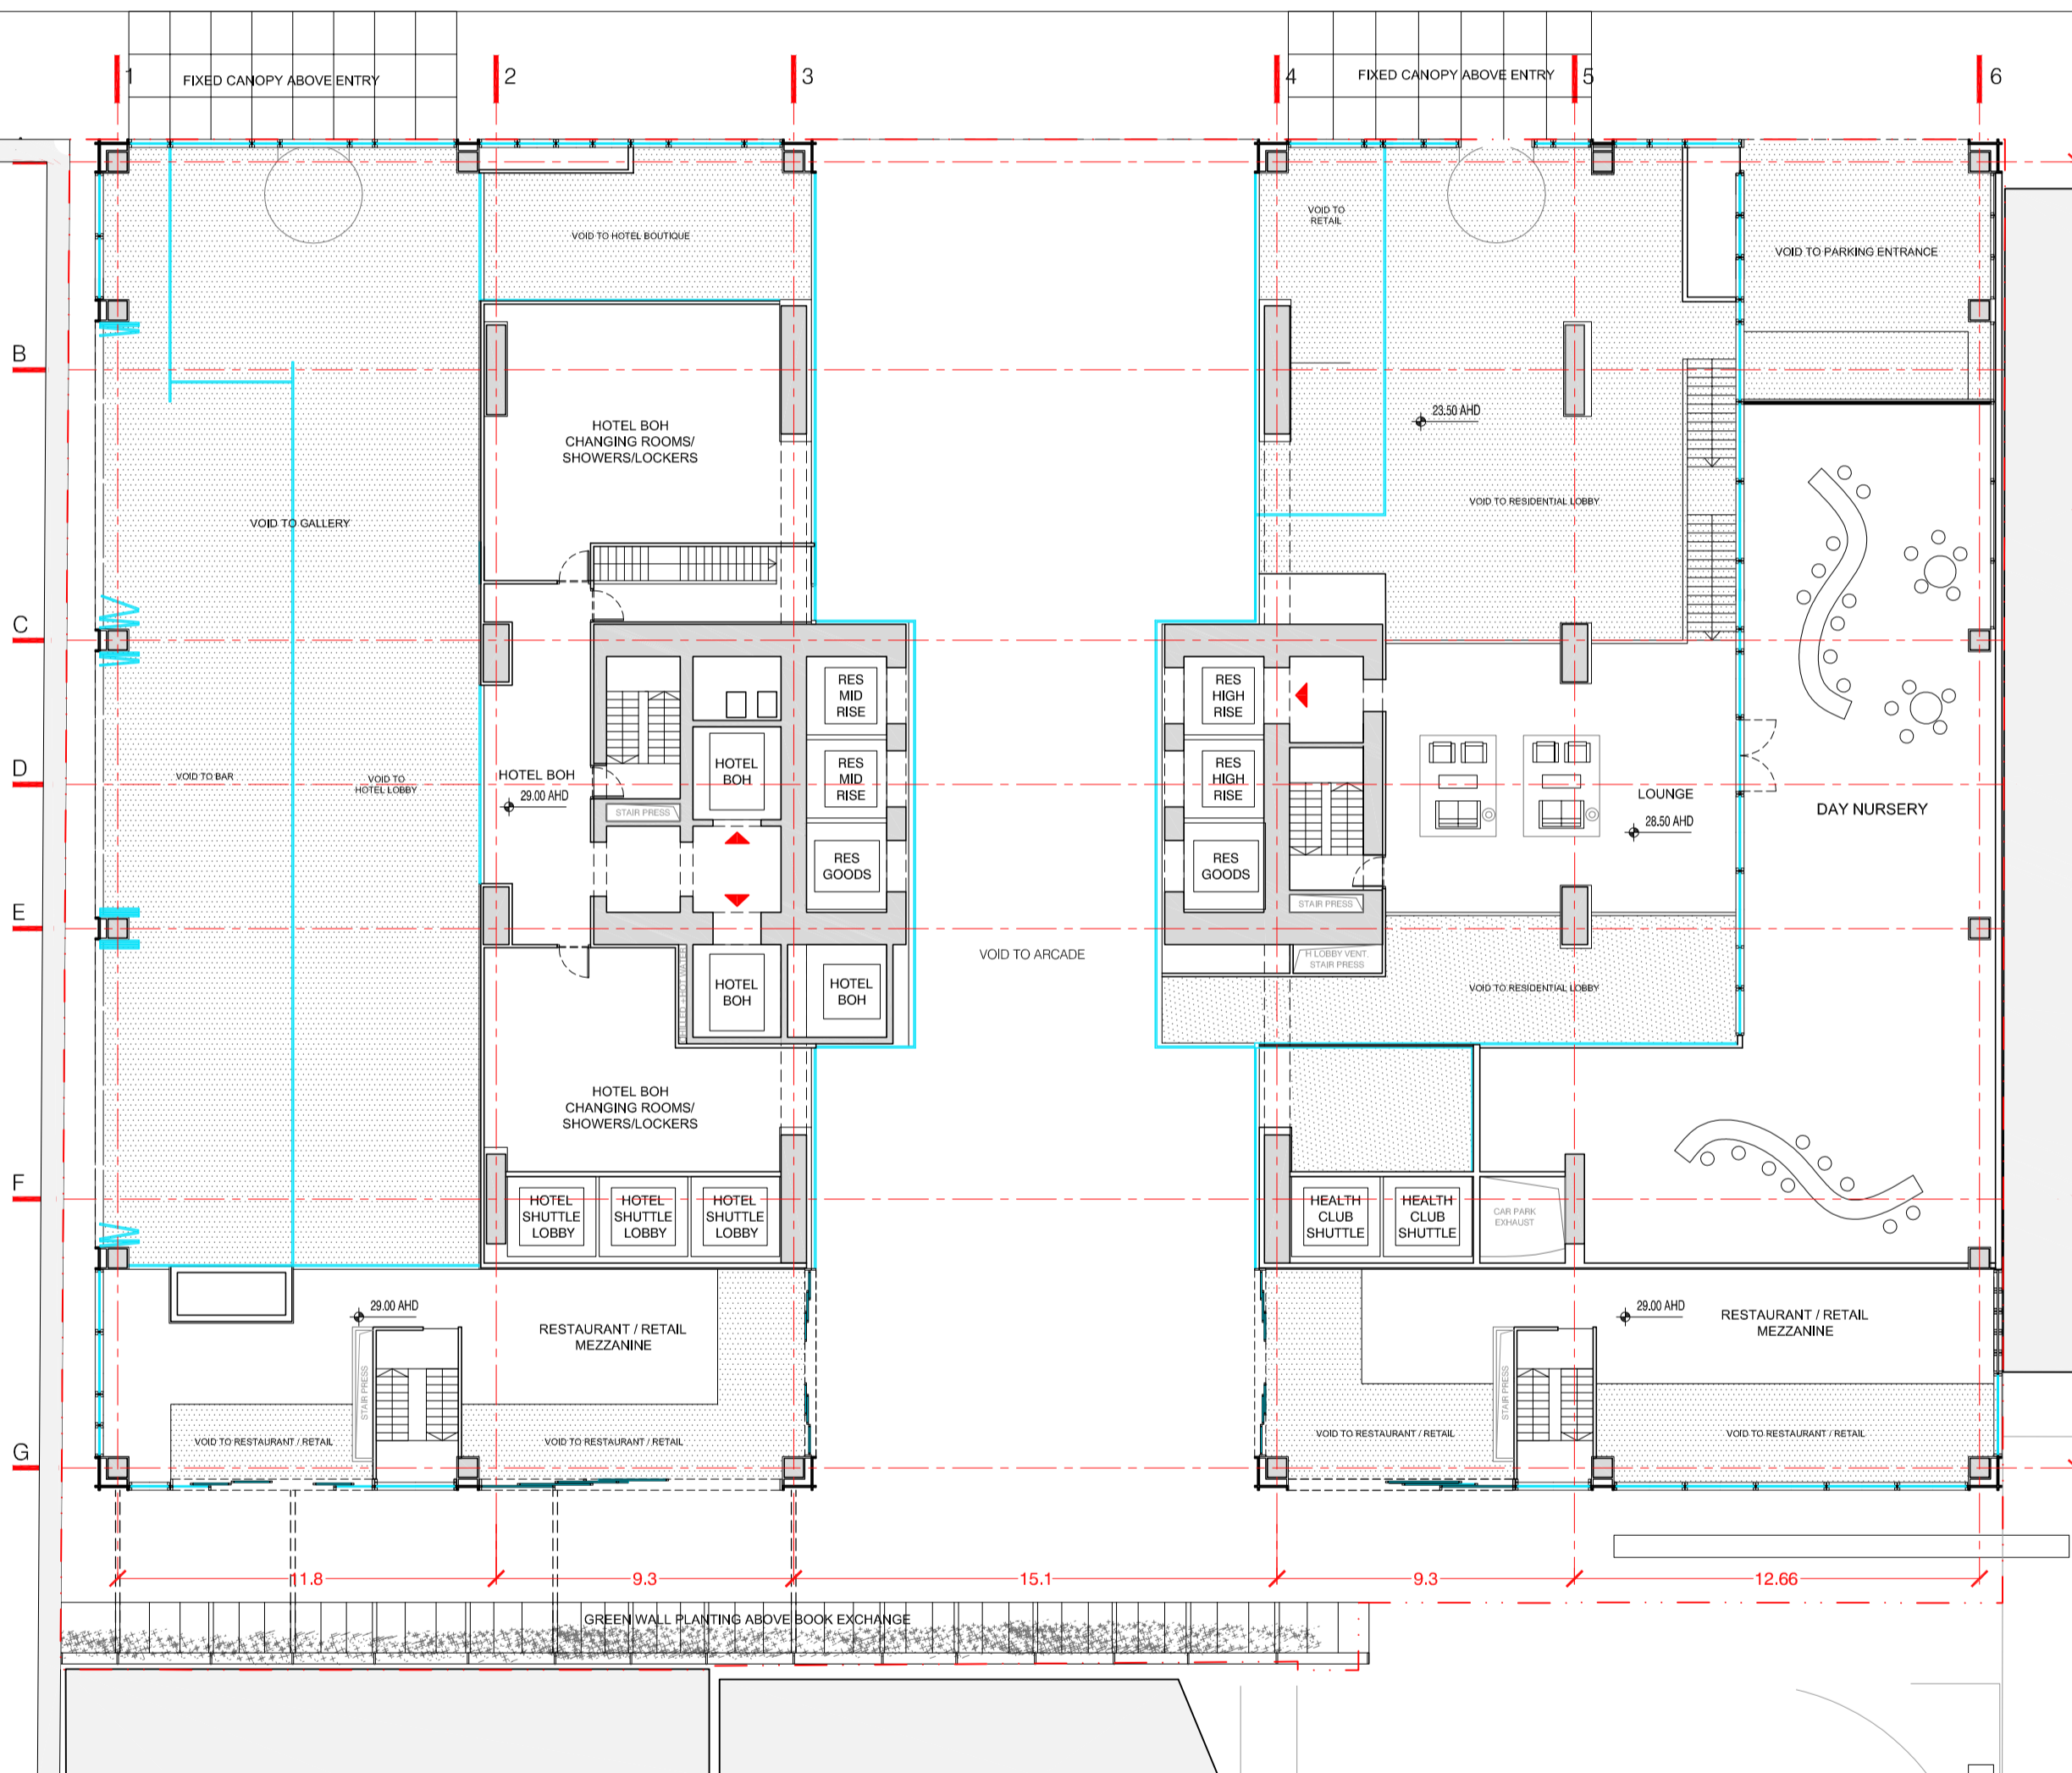 1
2
3
4
5
6
FIXED CANOPY ABOVE ENTRY
FIXED CANOPY ABOVE ENTRY
VOID TO HOTEL BOUTIQUE
VOID TO
RETAIL
VOID TO PARKING ENTRANCE
B
HOTEL BOH
CHANGING ROOMS/
SHOWERS/LOCKERS
23.50 AHD
VOID TO GALLERY
VOID TO RESIDENTIAL LOBBY
C
RES
MID
RISE
RES
HIGH
RISE
D
VOID TO BAR
VOID TO
HOTEL LOBBY
HOTEL BOH
29.00 AHD
STAIR PRESS
HOTEL
BOH
RES
MID
RISE
RES
HIGH
RISE
LOUNGE
28.50 AHD
DAY NURSERY
RES
GOODS
RES
GOODS
STAIR PRESS
E
VOID TO ARCADE
H LOBBY VENT.
STAIR PRESS
CHILLED + HOT WATER
HOTEL
BOH
HOTEL
BOH
VOID TO RESIDENTIAL LOBBY
HOTEL BOH
CHANGING ROOMS/
SHOWERS/LOCKERS
F
HOTEL
SHUTTLE
LOBBY
HOTEL
SHUTTLE
LOBBY
HOTEL
SHUTTLE
LOBBY
HEALTH
CLUB
SHUTTLE
HEALTH
CLUB
SHUTTLE
CAR PARK
EXHAUST
29.00 AHD
RESTAURANT / RETAIL
MEZZANINE
29.00 AHD
RESTAURANT / RETAIL
MEZZANINE
STAIR PRESS
STAIR PRESS
G
VOID TO RESTAURANT / RETAIL
VOID TO RESTAURANT / RETAIL
VOID TO RESTAURANT / RETAIL
VOID TO RESTAURANT / RETAIL
11.8
9.3
15.1
9.3
12.66
GREEN WALL PLANTING ABOVE BOOK EXCHANGE